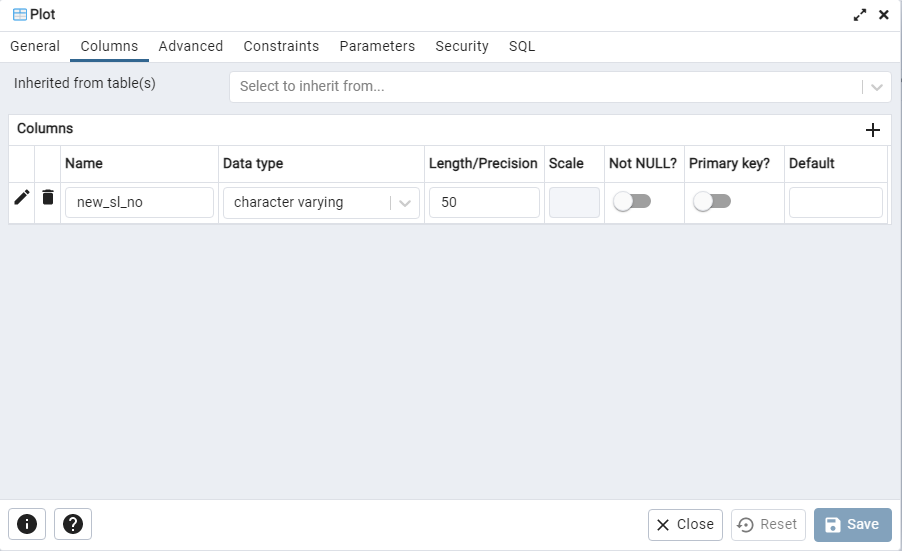 Plot
General Columns Advanced Constraints Parameters Security SQL
Inherited from table(s) Select to inherit from...
Columns
Name Data type Length/Precision Scale Not NULL? Primary key? Default
new_sl_no character varying 50
Close Reset Save